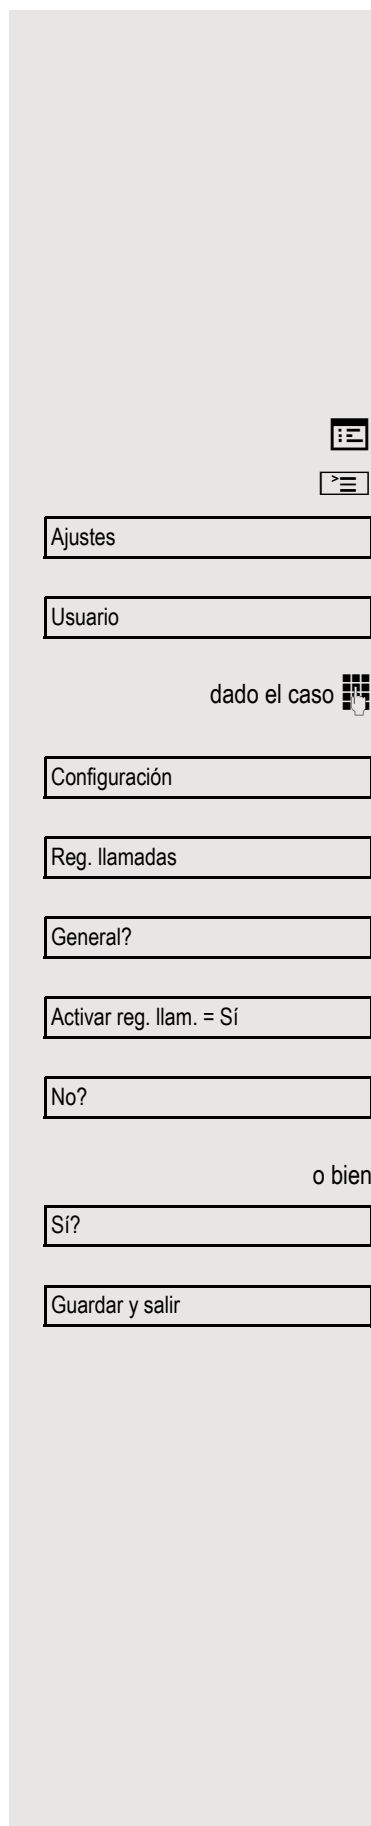 Ajustes
Usuario
dado el caso
Configuración
Reg. llamadas
General?
Activar reg. llam. = Sí
No?
o bien
Sí?
Guardar y salir